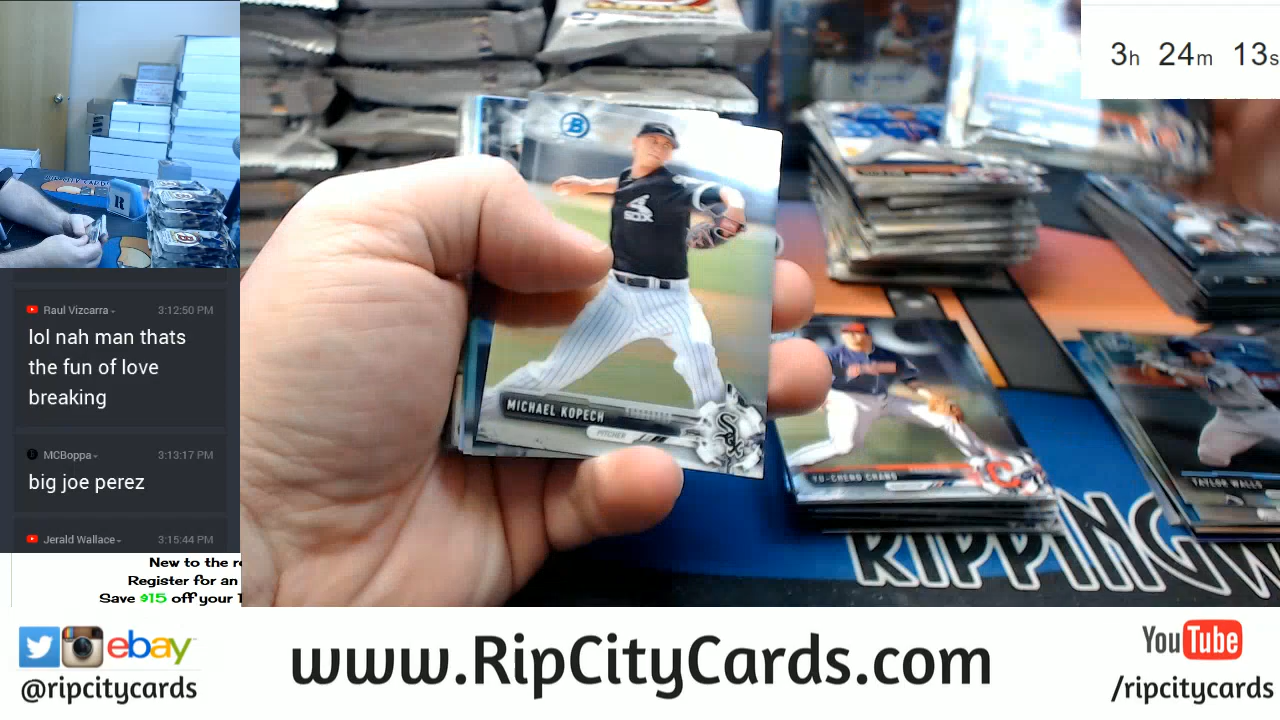 3h 24m 13s
Raul Vizcarra
3:12:50 PM
lol nah man thats
the fun of love
breaking
MCBoppa
3:13:17 PM
big joe perez
Jerald Wallace
3:15:44 PM
New to the r
Register for an
Save $15 off your
B
SOX
MICHAEL KOPECH
PITCHER
SOX
YU-CHENG CHANG
C
TAYLOR WALLS
RIPPING
R
ebay
@ripcitycards
www.RipCityCards.com
YouTube
/ripcitycards